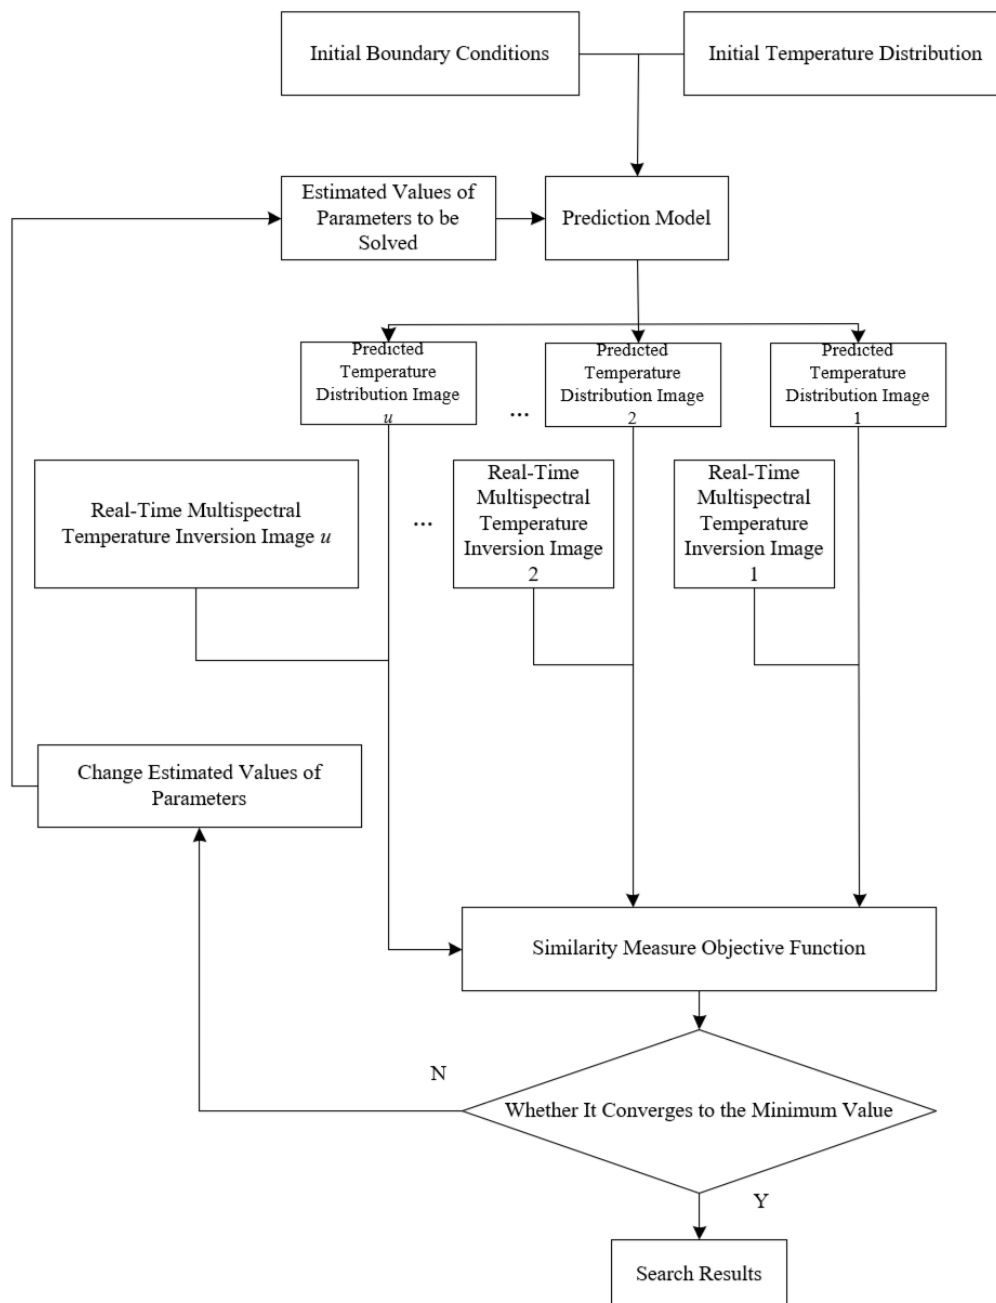 Initial Boundary Conditions
Initial Temperature Distribution
Estimated Values of
Parameters to be
Solved
Prediction Model
Predicted
Temperature
Distribution Image
u
...
Predicted
Temperature
Distribution Image
2
Predicted
Temperature
Distribution Image
1
Real-Time Multispectral
Temperature Inversion Image u
...
Real-Time
Multispectral
Temperature
Inversion Image
2
Real-Time
Multispectral
Temperature
Inversion Image
1
Change Estimated Values of
Parameters
Similarity Measure Objective Function
N
Whether It Converges to the Minimum Value
Y
Search Results